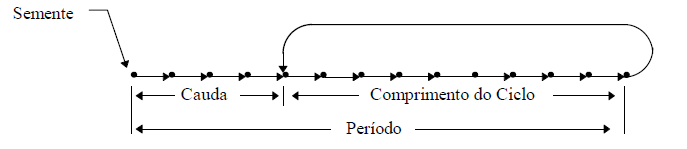 Semente
Cauda
Comprimento do Ciclo
Período